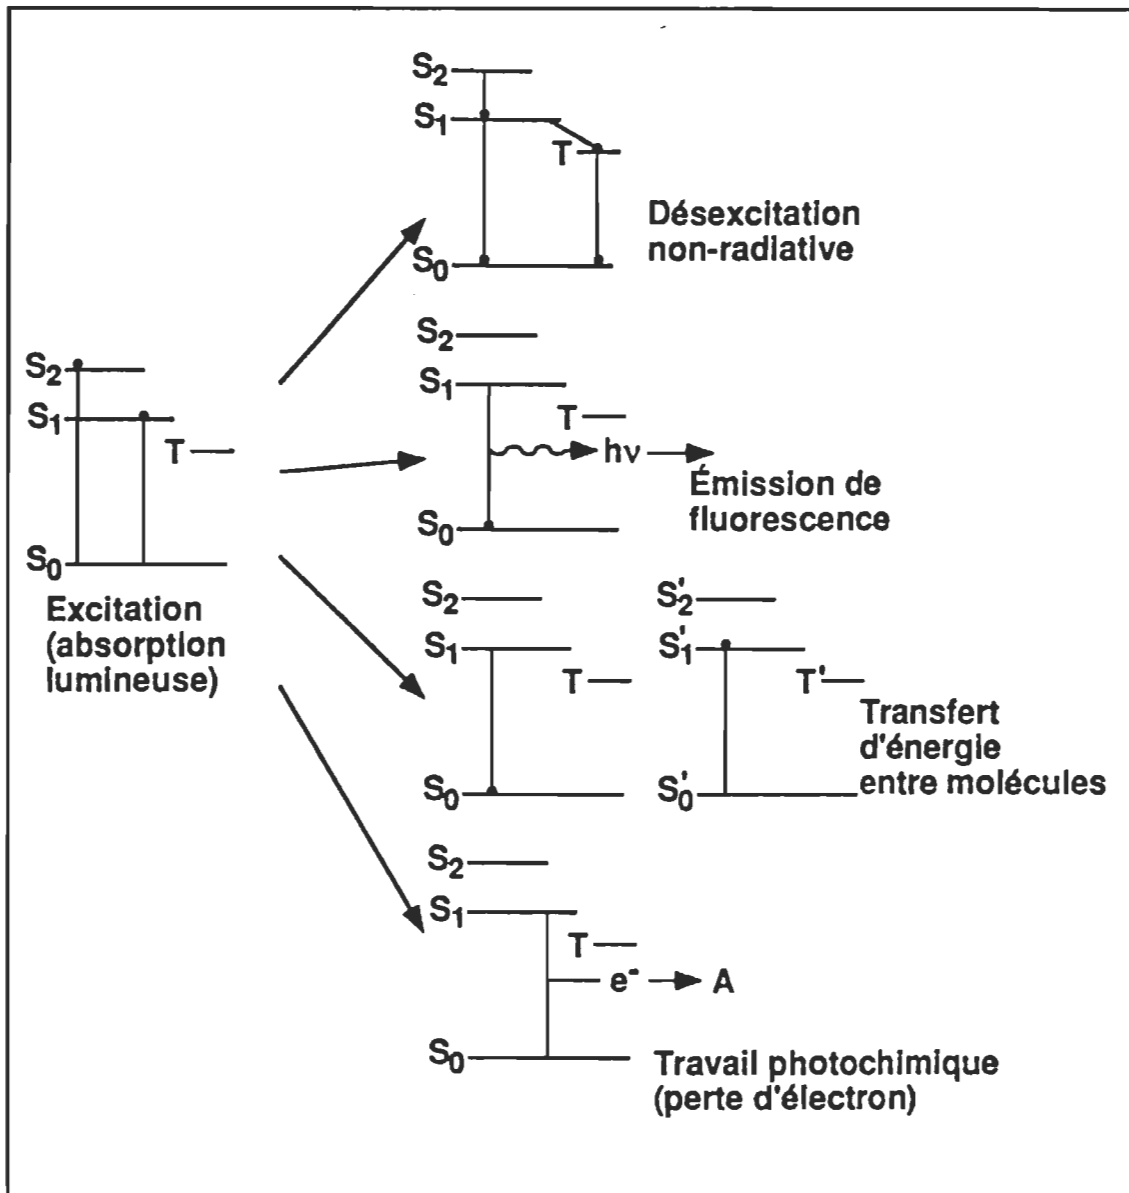 S2
S1
T
S0
Désexcitation
non-radiative
S2
S1
T
hν
S0
Émission de
fluorescence
S2
S1
T
S0
Excitation
(absorption
lumineuse)
S2
S1
T
S0
S'2
S'1
T'
S'0
Transfert
d'énergie
entre molécules
S2
S1
T
e- A
S0
Travail photochimique
(perte d'électron)